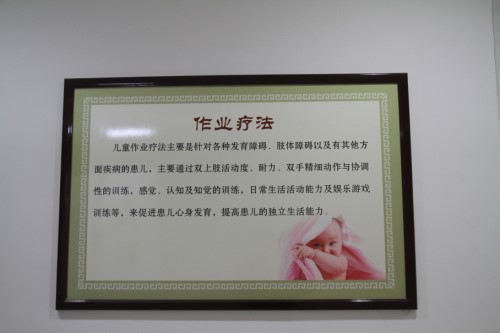 作业疗法
儿童作业疗法主要是针对各种发育障碍、肢体障碍以及有其他方
面疾病的患儿，主要通过双上肢活动度、耐力、双手精细动作与协调
性的训练，感觉、认知及知觉的训练，日常生活活动能力及娱乐游戏
训练等，来促进患儿心身发育，提高患儿的独立生活能力。